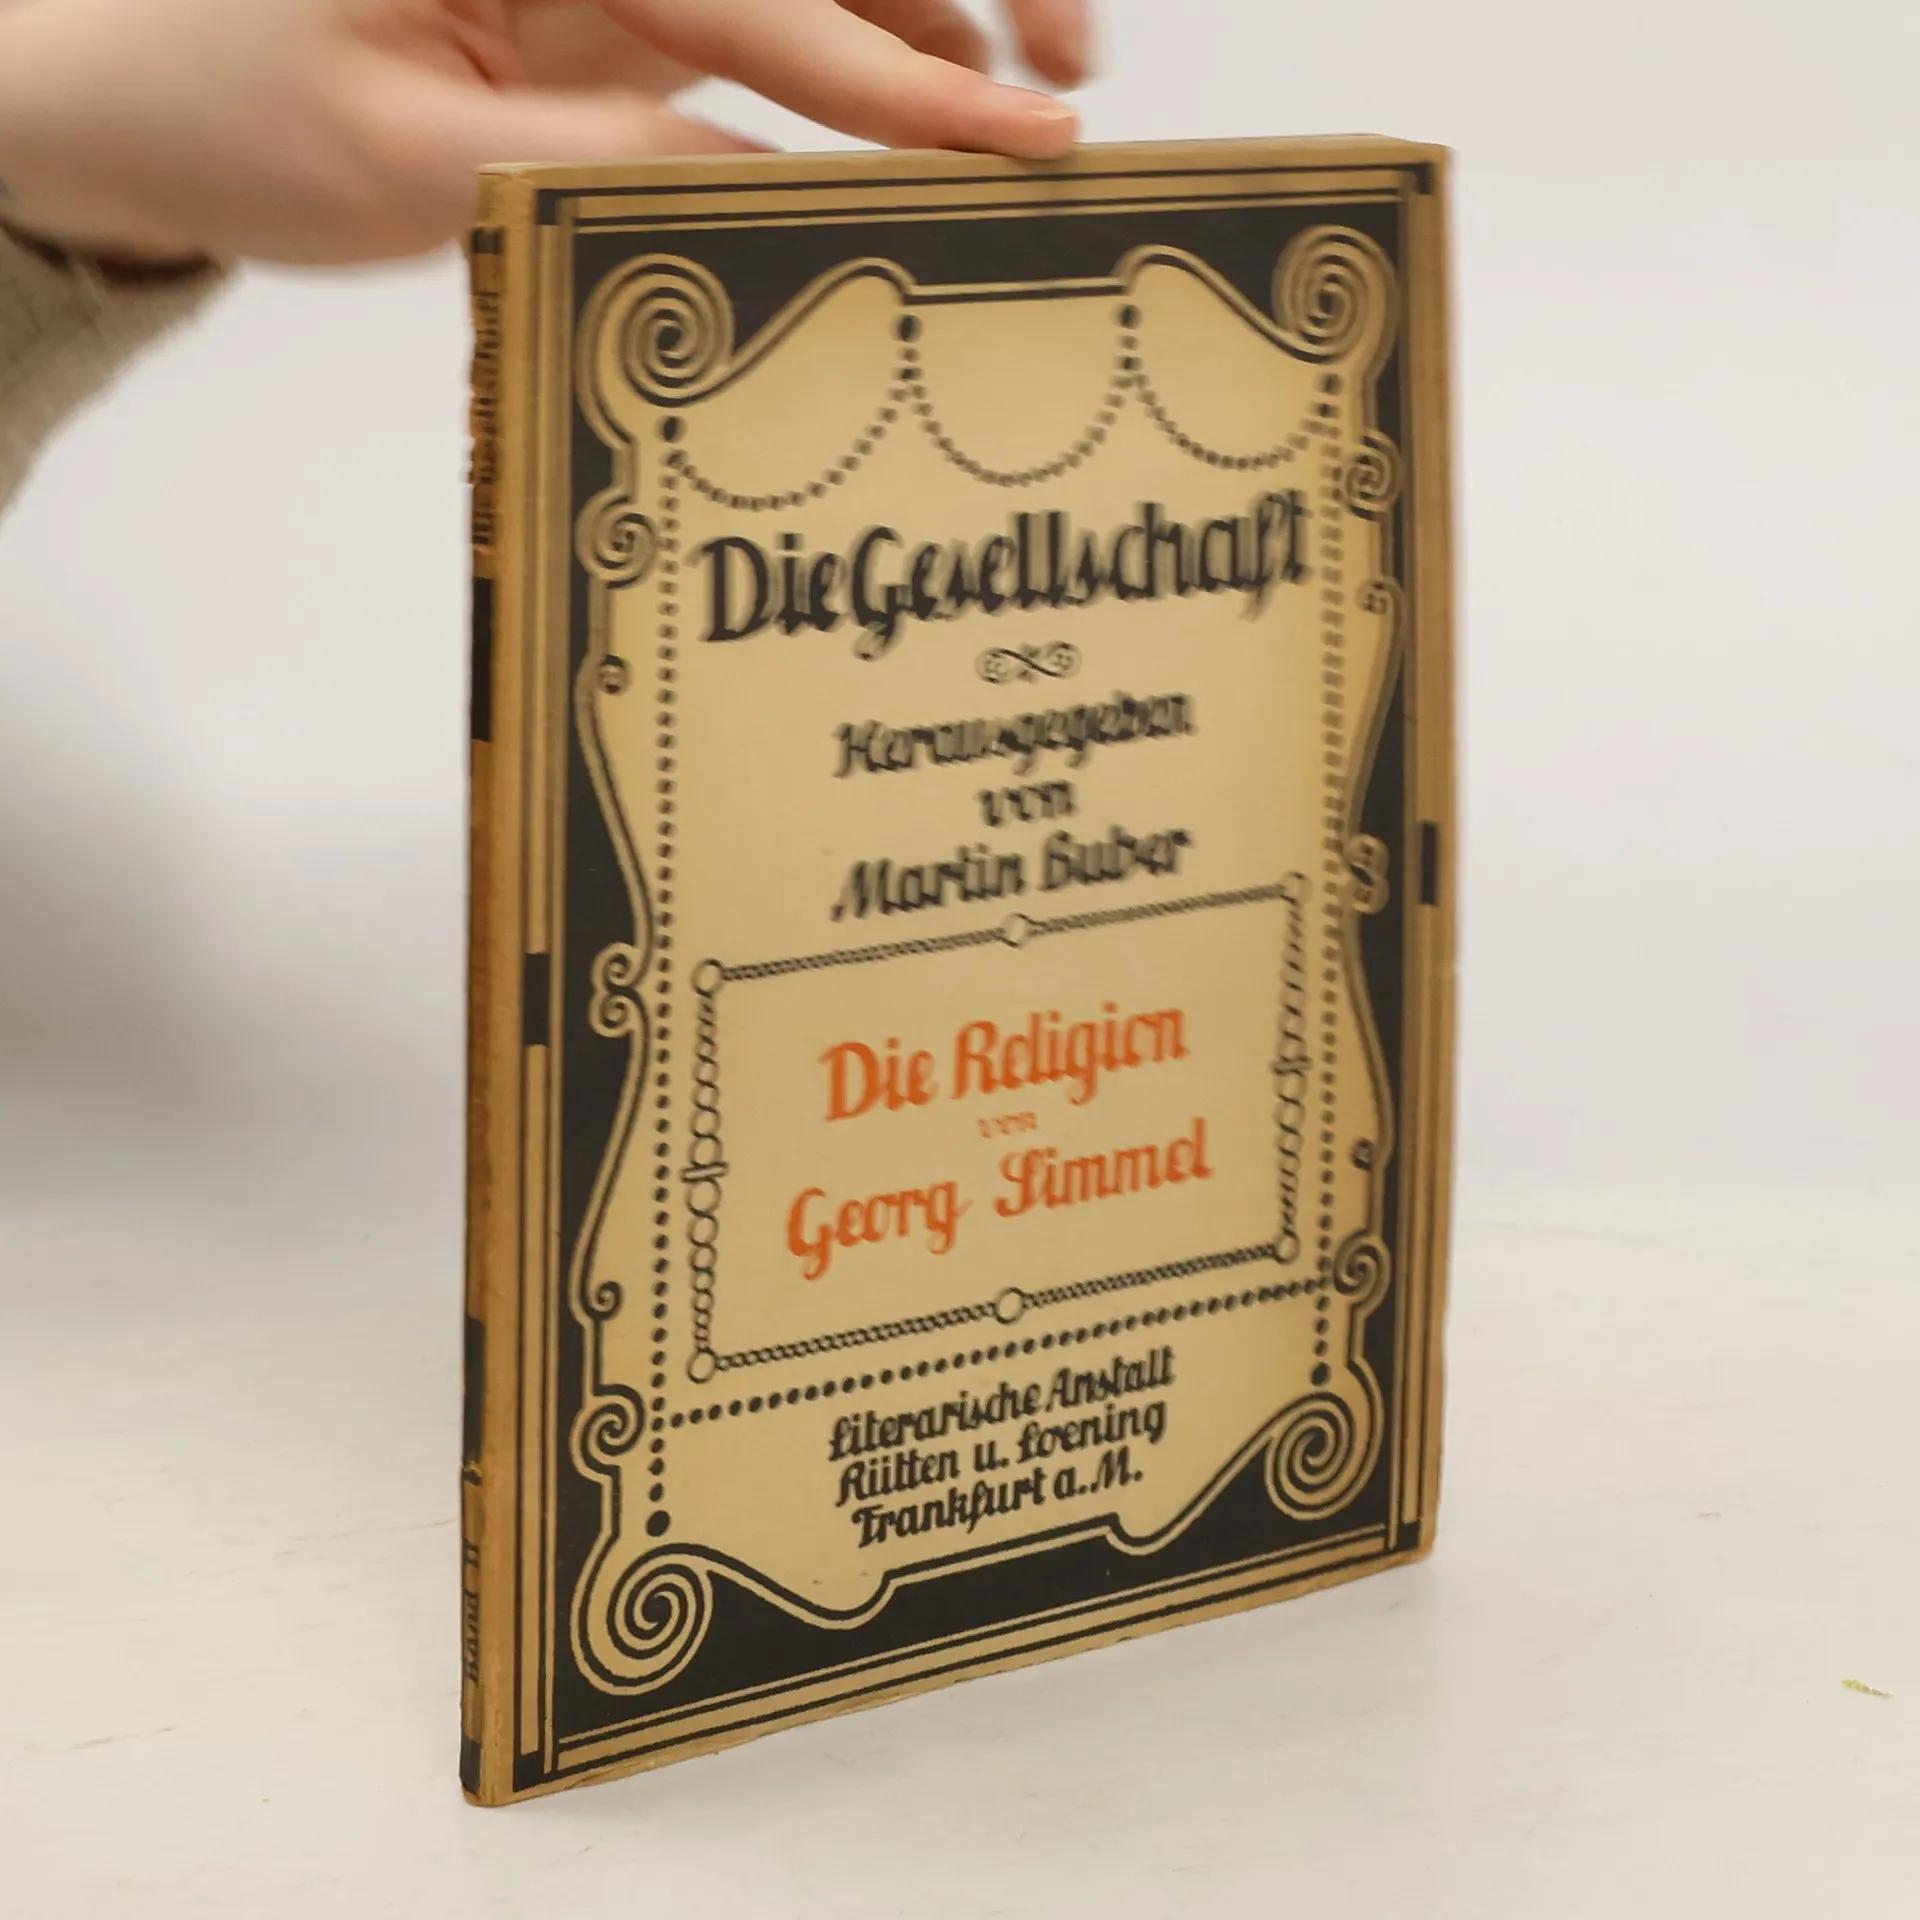 Die Gesellschaft
Herausgegeben
von
Martin Buber
Die Religion
von
Georg Simmel
Literarische Anstalt
Rütten u. Loening
Frankfurt a. M.